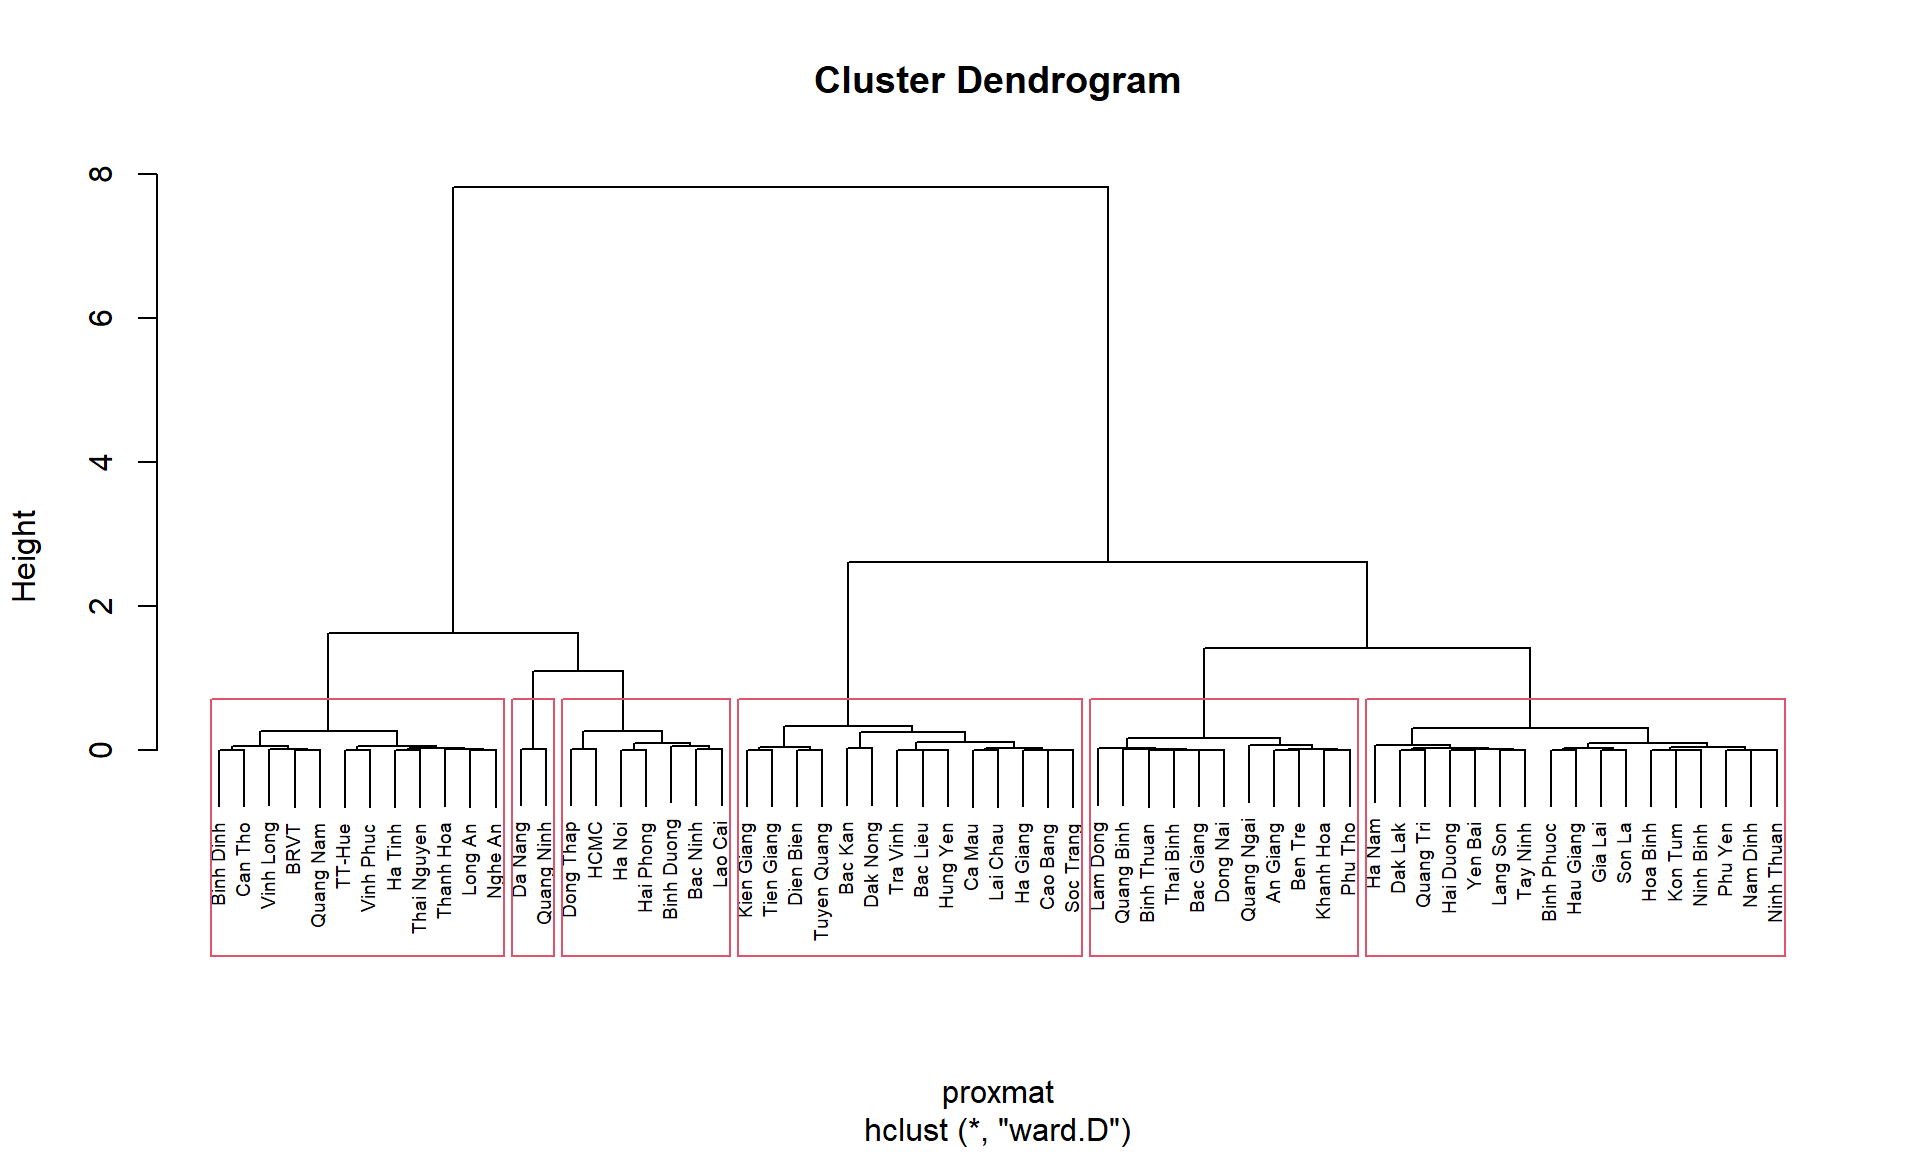 Cluster Dendrogram
Height
8
6
4
2
0
Binh Dinh
Can Tho
Vinh Long
BRVT
Quang Nam
TT-Hue
Vinh Phuc
Ha Tinh
Thai Nguyen
Thanh Hoa
Long An
Nghe An
Da Nang
Quang Ninh
Dong Thap
HCMC
Ha Noi
Hai Phong
Binh Duong
Bac Ninh
Lao Cai
Kien Giang
Tien Giang
Dien Bien
Tuyen Quang
Bac Kan
Dak Nong
Tra Vinh
Bac Lieu
Hung Yen
Ca Mau
Lai Chau
Ha Giang
Cao Bang
Soc Trang
Lam Dong
Quang Binh
Binh Thuan
Thai Binh
Bac Giang
Dong Nai
Quang Ngai
An Giang
Ben Tre
Khanh Hoa
Phu Tho
Ha Nam
Dak Lak
Quang Tri
Hai Duong
Yen Bai
Lang Son
Tay Ninh
Binh Phuoc
Hau Giang
Gia Lai
Son La
Hoa Binh
Kon Tum
Ninh Binh
Phu Yen
Nam Dinh
Ninh Thuan
proxmat
hclust (*, "ward.D")